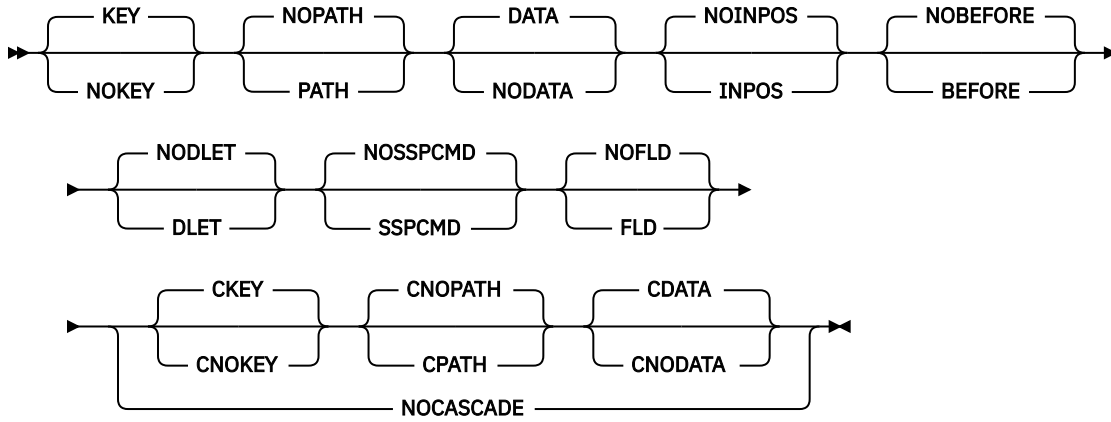 KEY NOPATH DATA NOINPOS NOBEFORE
NOKEY PATH NODATA INPOS BEFORE
NODLET NOSSPCMD NOFLD
DLET SSPCMD FLD
CKEY CNOPATH CDATA
CNOKEY CPATH CNODATA
NOCASCADE